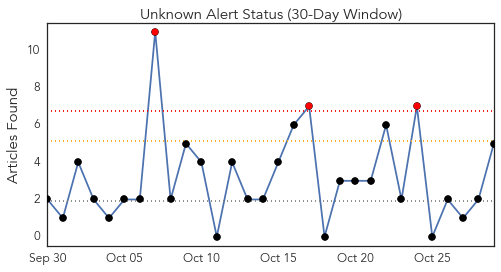 Unknown Alert Status (30-Day Window)
Articles Found
10
8
6
4
2
0
Sep 30 Oct 05 Oct 10 Oct 15 Oct 20 Oct 25